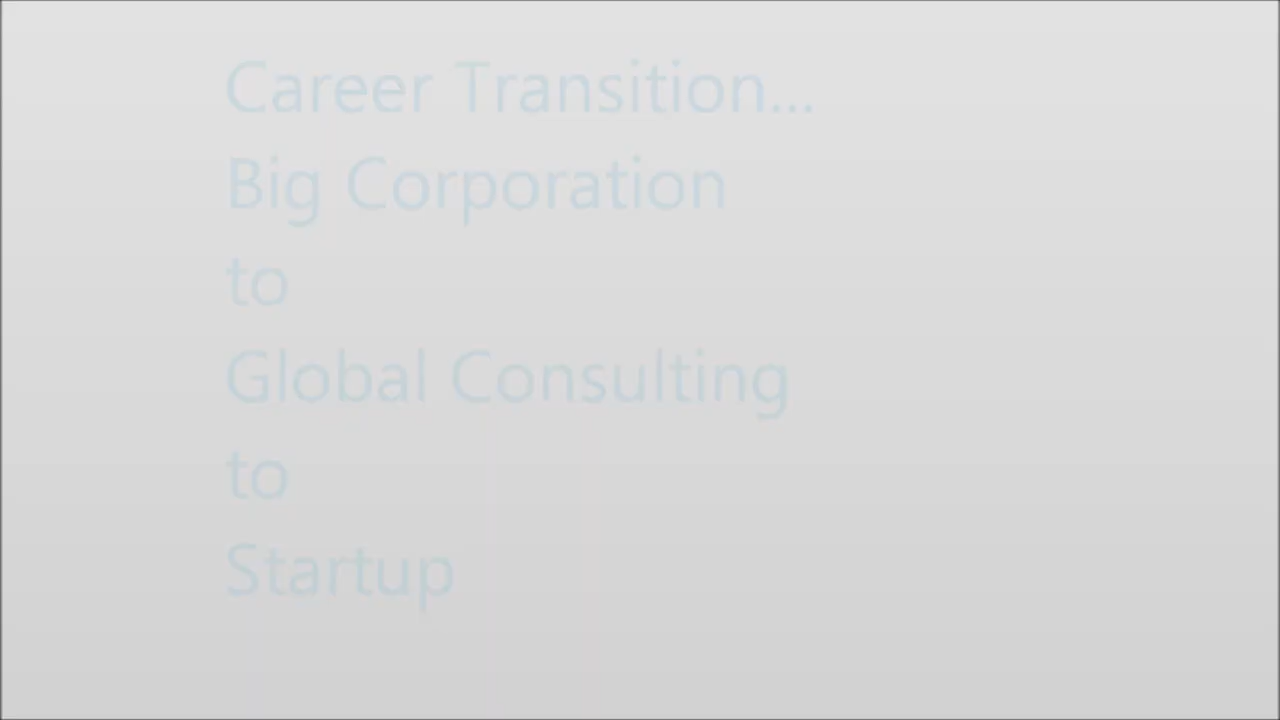 Career Transition...
Big Corporation
to
Global Consulting
to
Startup